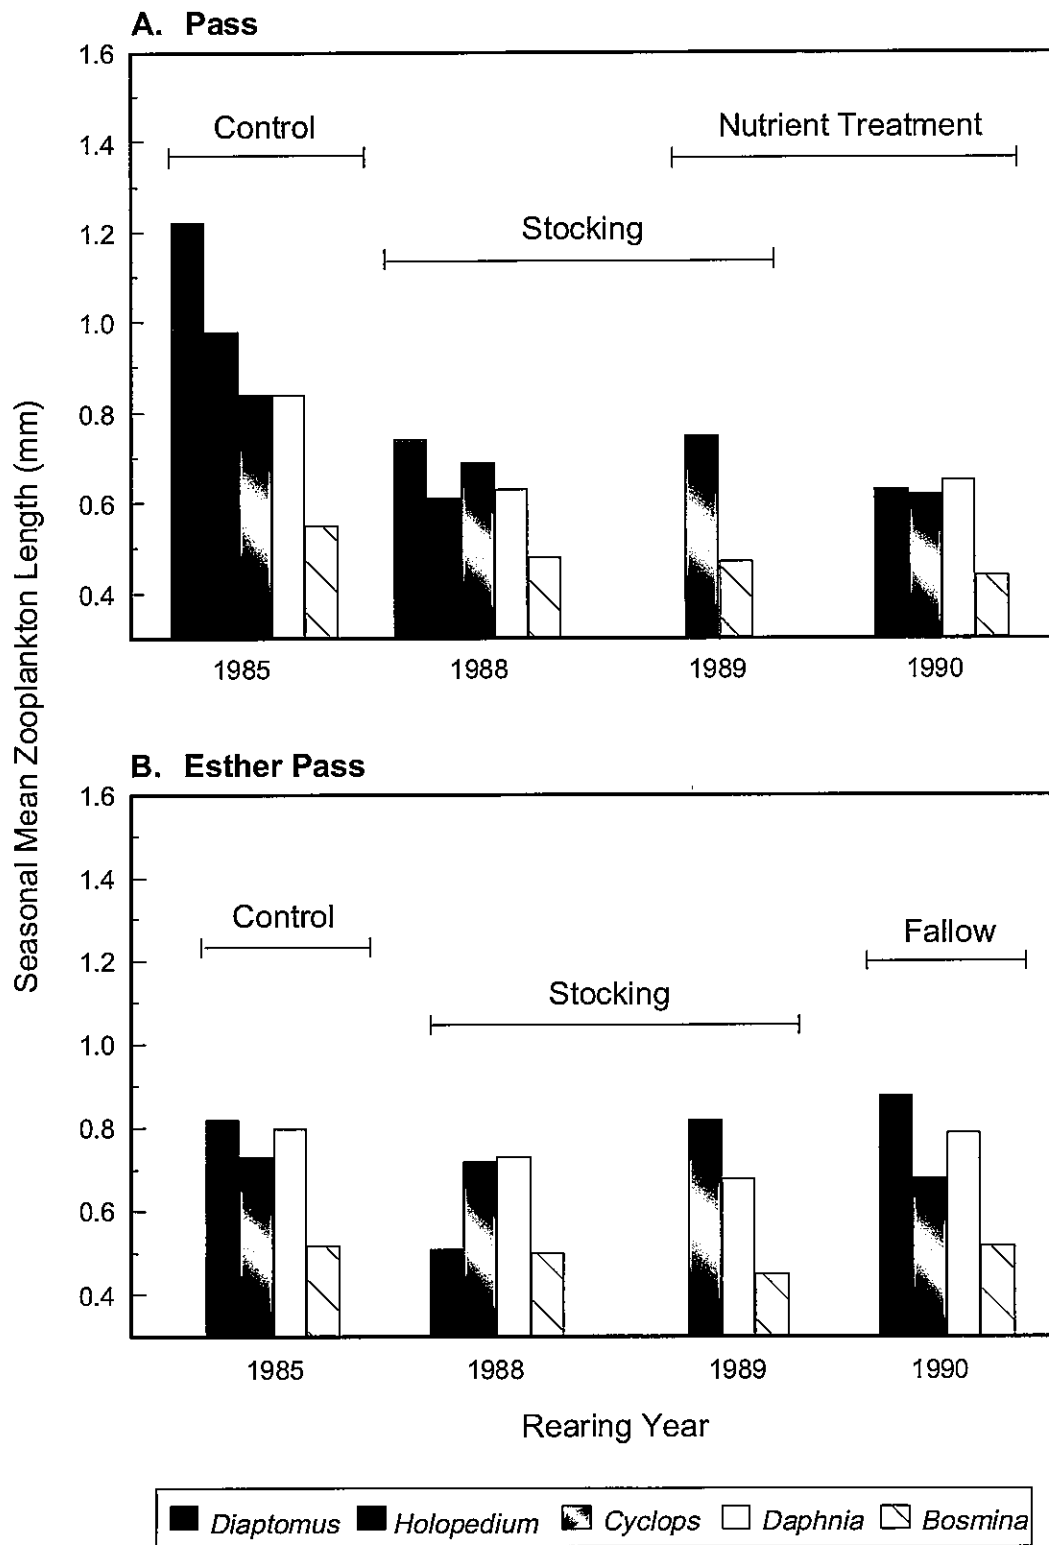 A. Pass
1.6
1.4
1.2
1.0
0.8
0.6
0.4
Control
Nutrient Treatment
Stocking
1985
1988
1989
1990
Seasonal Mean Zooplankton Length (mm)
B. Esther Pass
1.6
1.4
1.2
1.0
0.8
0.6
0.4
Control
Fallow
Stocking
1985
1988
1989
1990
Rearing Year
Diaptomus Holopedium Cyclops Daphnia Bosmina